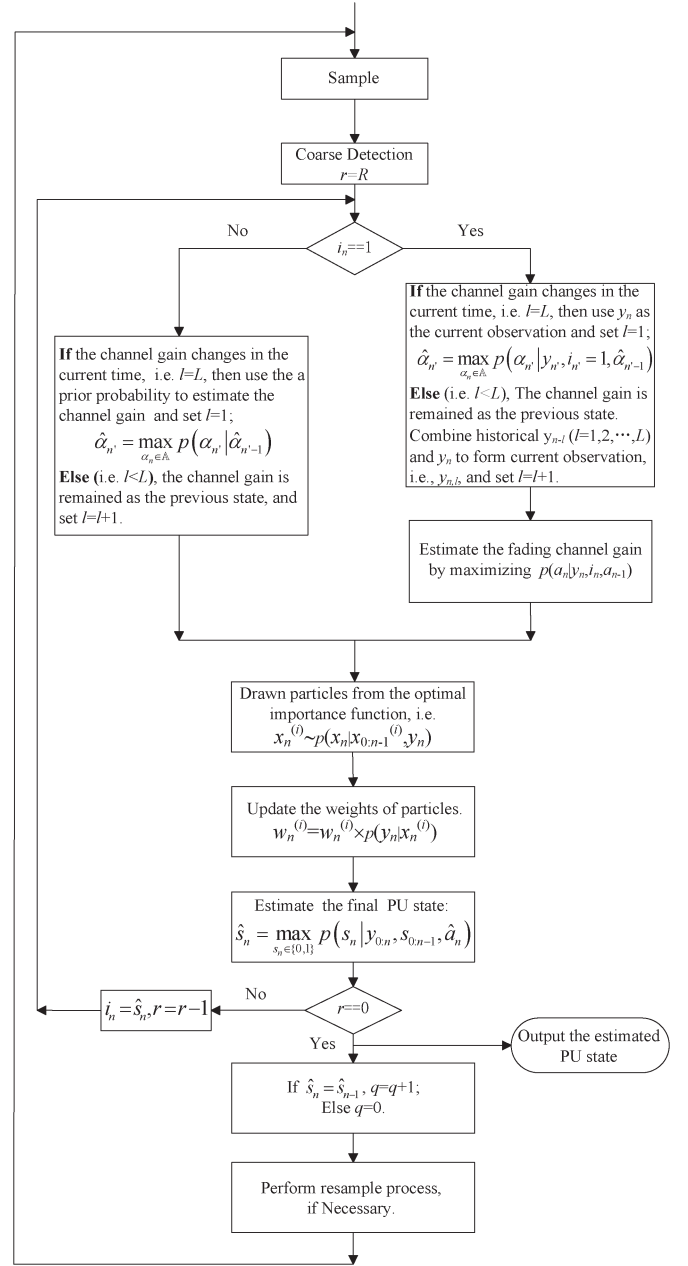 Sample
Coarse Detection
r=R
No
i_n==1
Yes
If the channel gain changes in the
current time, i.e. l=L, then use the a
prior probability to estimate the
channel gain and set l=1;
α̂_n' = max_{α_n'∈𝔸} p(α_n' | α̂_n'-1)
Else (i.e. l<L), the channel gain is
remained as the previous state, and
set l=l+1.
If the channel gain changes in the
current time, i.e. l=L, then use y_n as
the current observation and set l=1;
α̂_n' = max_{α_n'∈𝔸} p(α_n' | y_n', i_n' = 1, α̂_n'-1)
Else (i.e. l<L), The channel gain is
remained as the previous state.
Combine historical y_n-l (l=1,2,⋯,L)
and y_n to form current observation,
i.e., y_n,l, and set l=l+1.
Estimate the fading channel gain
by maximizing p(a_n|y_n,i_n,a_n-1)
Drawn particles from the optimal
importance function, i.e.
x_n^(i)~p(x_n|x_0:n-1^(i),y_n)
Update the weights of particles.
w_n^(i)=w_n^(i)×p(y_n|x_n^(i))
Estimate the final PU state:
ŝ_n = max_{s_n∈{0,1}} p(s_n | y_0:n, s_0:n-1, â_n)
i_n = ŝ_n, r=r−1
No
r==0
Yes
Output the estimated
PU state
If ŝ_n = ŝ_n-1, q=q+1;
Else q=0.
Perform resample process,
if Necessary.